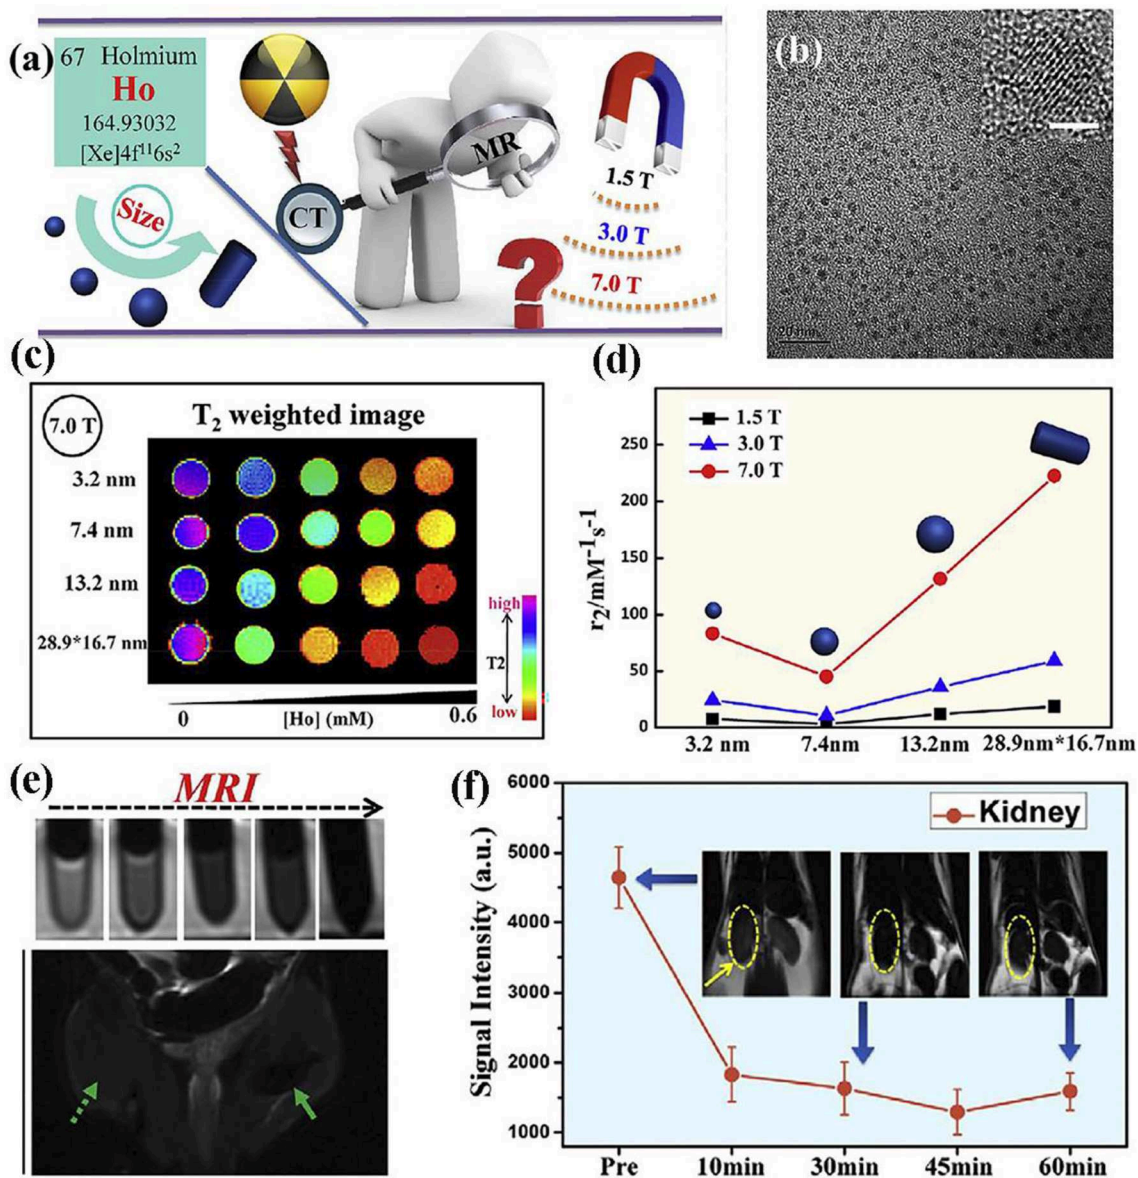 (a)
67 Holmium
Ho
164.93032
[Xe]4f¹¹6s²
Size
CT
MR
1.5 T
3.0 T
7.0 T
(b)
20 nm
(c)
7.0 T
T₂ weighted image
3.2 nm
7.4 nm
13.2 nm
28.9*16.7 nm
high
T2
low
0
[Ho] (mM)
0.6
(d)
1.5 T
3.0 T
7.0 T
r₂/mM⁻¹s⁻¹
250
200
150
100
50
0
3.2 nm
7.4nm
13.2nm
28.9nm*16.7nm
(e)
MRI
(f)
Kidney
Signal Intensity (a.u.)
6000
5000
4000
3000
2000
1000
Pre
10min
30min
45min
60min